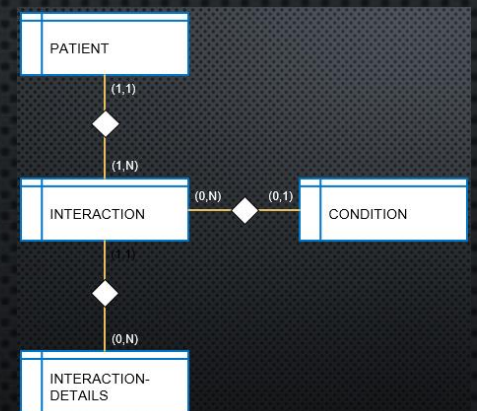 PATIENT
(1,1)
(1,N)
INTERACTION
(0,N)
(0,1)
CONDITION
(1,1)
(0,N)
INTERACTION-
DETAILS